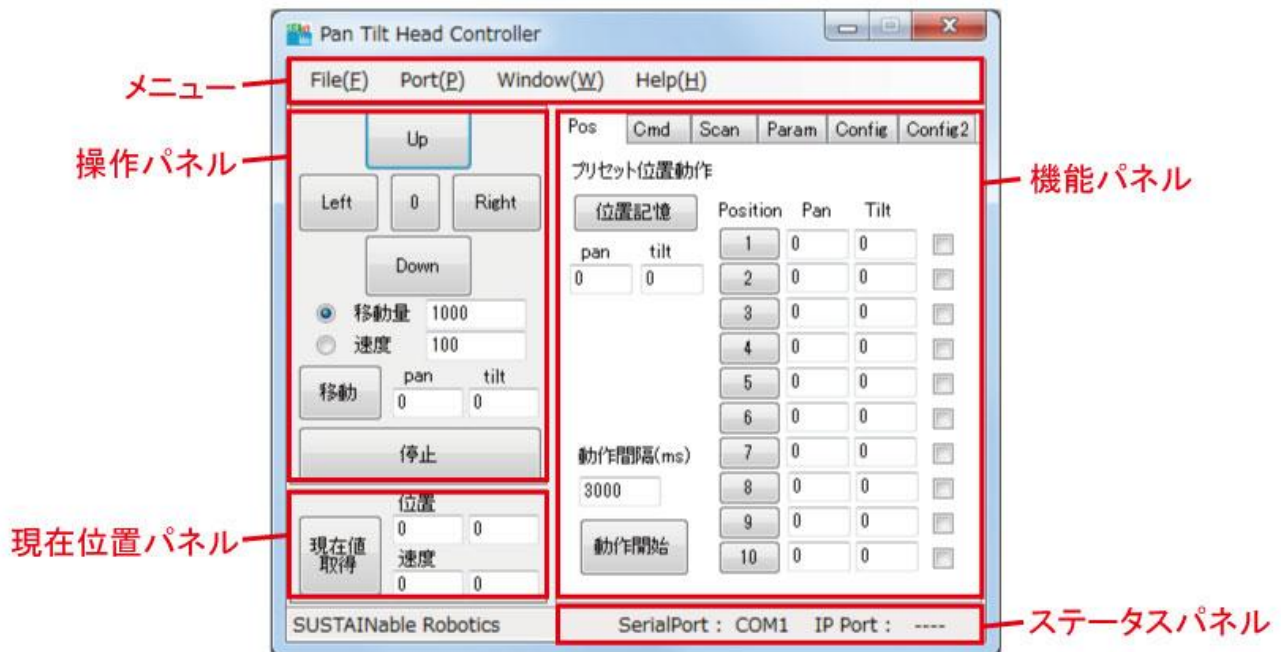 Pan Tilt Head Controller
メニュー
File(F) Port(P) Window(W) Help(H)
操作パネル
Up
Left 0 Right
Down
移動量 1000
速度 100
移動 pan tilt
0 0
停止
現在位置パネル
現在値取得
位置
0 0
速度
0 0
機能パネル
Pos Cmd Scan Param Config Config2
プリセット位置動作
位置記憶
pan tilt
0 0
動作間隔(ms)
3000
動作開始
Position Pan Tilt
1 0 0
2 0 0
3 0 0
4 0 0
5 0 0
6 0 0
7 0 0
8 0 0
9 0 0
10 0 0
SUSTAINable Robotics
SerialPort : COM1 IP Port : ----
ステータスパネル